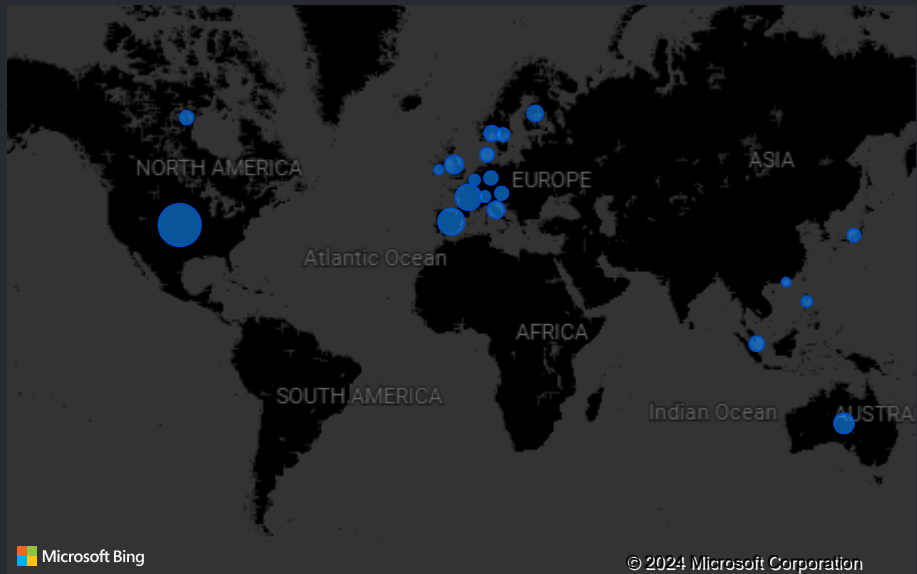 ASIA
NORTH AMERICA
EUROPE
Atlantic Ocean
AFRICA
SOUTH AMERICA
Indian Ocean
AUSTRA
Microsoft Bing
© 2024 Microsoft Corporation